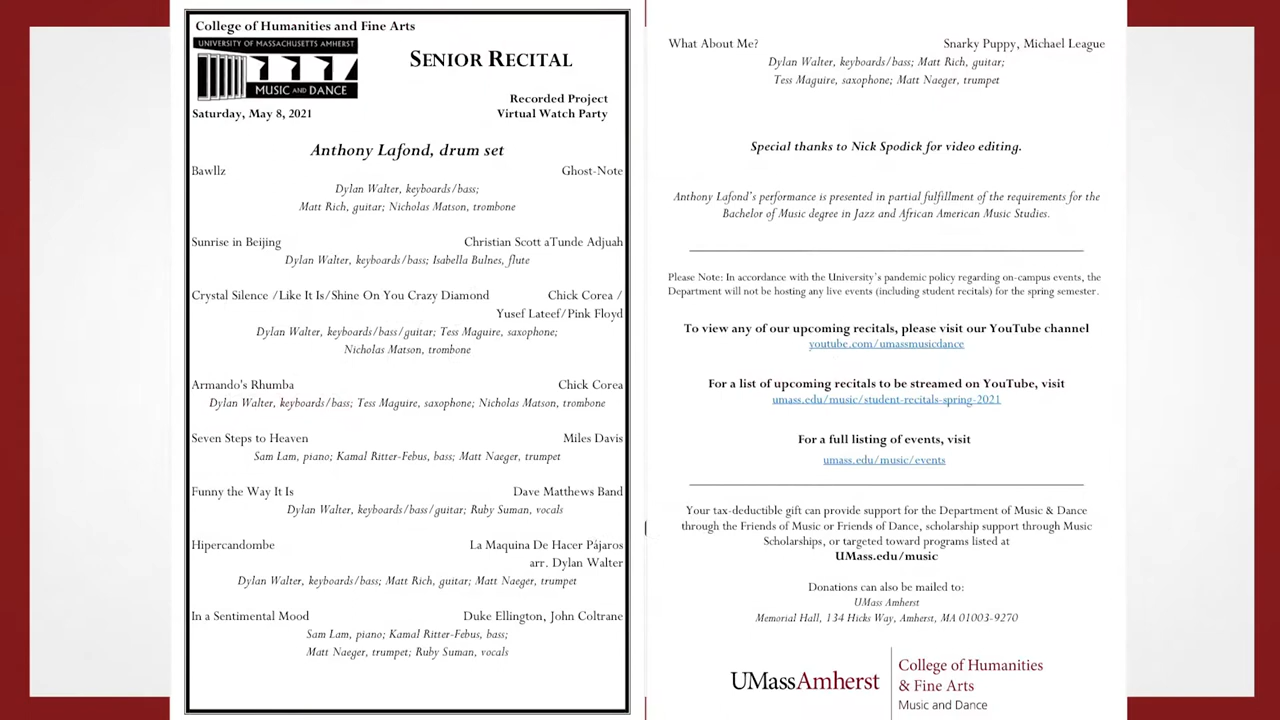 College of Humanities and Fine Arts
UNIVERSITY OF MASSACHUSETTS AMHERST
MUSIC AND DANCE
SENIOR RECITAL
Recorded Project
Saturday, May 8, 2021 Virtual Watch Party
Anthony Lafond, drum set
Bawllz Ghost-Note
Dylan Walter, keyboards/bass;
Matt Rich, guitar; Nicholas Matson, trombone
Sunrise in Beijing Christian Scott aTunde Adjuah
Dylan Walter, keyboards/bass; Isabella Bulnes, flute
Crystal Silence /Like It Is/Shine On You Crazy Diamond Chick Corea /
Yusef Lateef/Pink Floyd
Dylan Walter, keyboards/bass/guitar; Tess Maguire, saxophone;
Nicholas Matson, trombone
Armando's Rhumba Chick Corea
Dylan Walter, keyboards/bass; Tess Maguire, saxophone; Nicholas Matson, trombone
Seven Steps to Heaven Miles Davis
Sam Lam, piano; Kamal Ritter-Febus, bass; Matt Naeger, trumpet
Funny the Way It Is Dave Matthews Band
Dylan Walter, keyboards/bass/guitar; Ruby Suman, vocals
Hipercandombe La Maquina De Hacer Pájaros
arr. Dylan Walter
Dylan Walter, keyboards/bass; Matt Rich, guitar; Matt Naeger, trumpet
In a Sentimental Mood Duke Ellington, John Coltrane
Sam Lam, piano; Kamal Ritter-Febus, bass;
Matt Naeger, trumpet; Ruby Suman, vocals
What About Me? Snarky Puppy, Michael League
Dylan Walter, keyboards/bass; Matt Rich, guitar;
Tess Maguire, saxophone; Matt Naeger, trumpet
Special thanks to Nick Spodick for video editing.
Anthony Lafond's performance is presented in partial fulfillment of the requirements for the
Bachelor of Music degree in Jazz and African American Music Studies.
Please Note: In accordance with the University's pandemic policy regarding on-campus events, the
Department will not be hosting any live events (including student recitals) for the spring semester.
To view any of our upcoming recitals, please visit our YouTube channel
youtube.com/umassmusicdance
For a list of upcoming recitals to be streamed on YouTube, visit
umass.edu/music/student-recitals-spring-2021
For a full listing of events, visit
umass.edu/music/events
Your tax-deductible gift can provide support for the Department of Music & Dance
through the Friends of Music or Friends of Dance, scholarship support through Music
Scholarships, or targeted toward programs listed at
UMass.edu/music
Donations can also be mailed to:
UMass Amherst
Memorial Hall, 134 Hicks Way, Amherst, MA 01003-9270
UMassAmherst
College of Humanities
& Fine Arts
Music and Dance